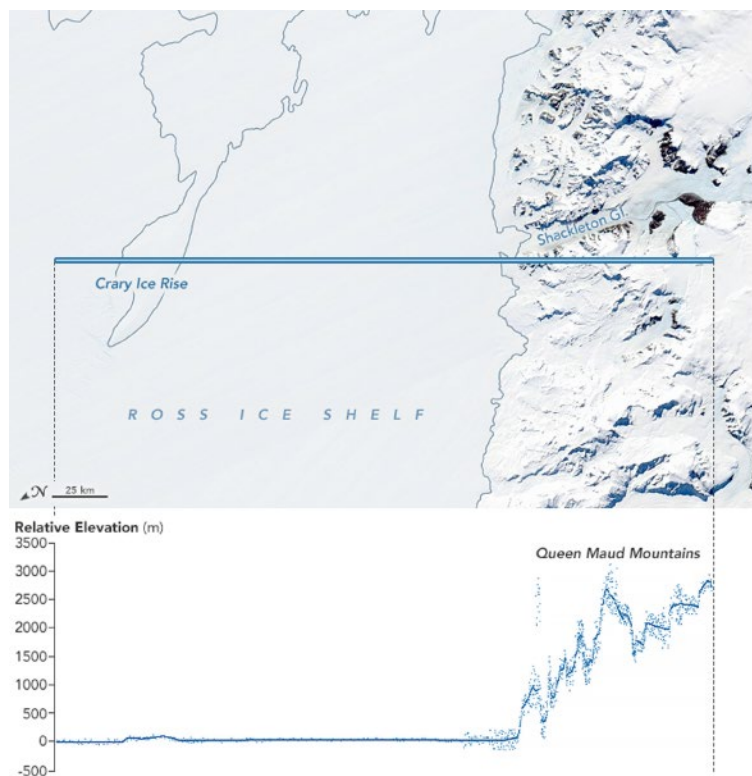 Shackleton Gl.
Crary Ice Rise
ROSS ICE SHELF
N 25 km
Relative Elevation (m)
Queen Maud Mountains
3500
3000
2500
2000
1500
1000
500
0
-500